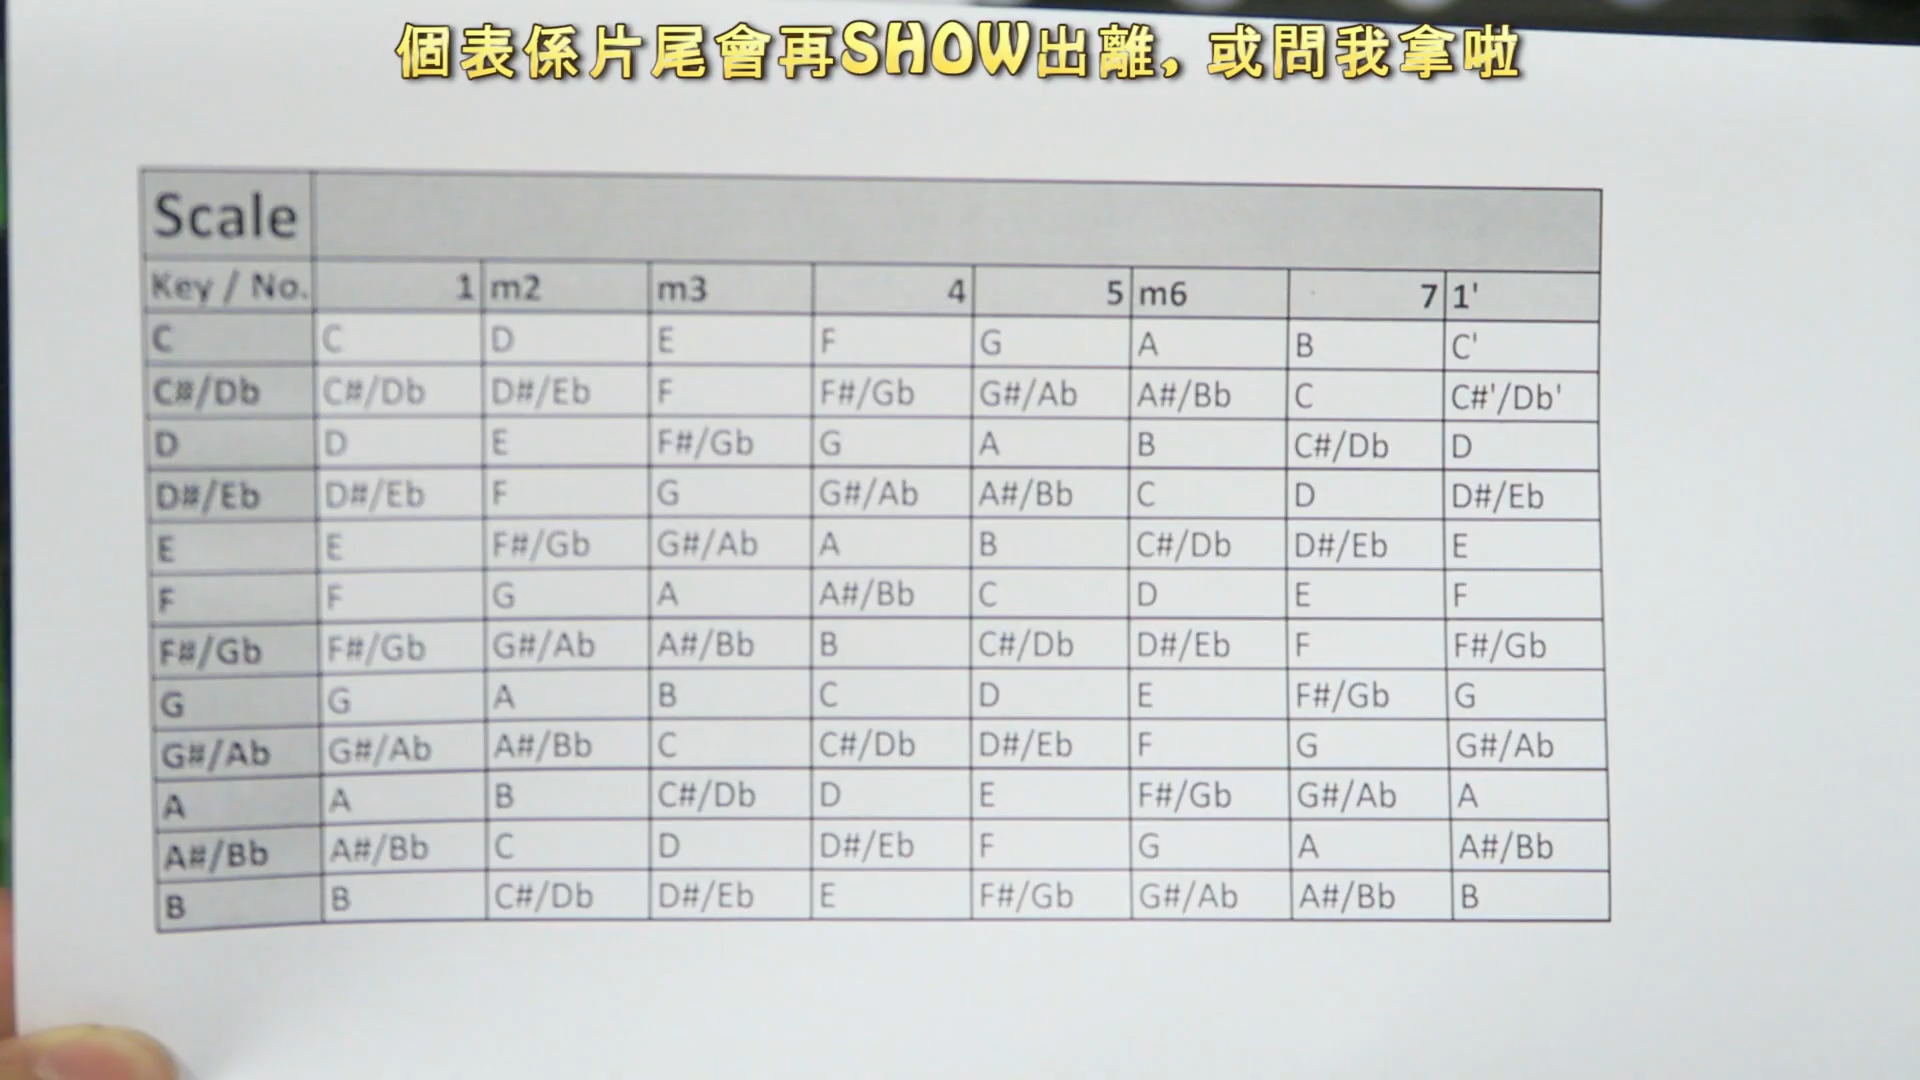 個表係片尾會再SHOW出離，或問我拿啦
Scale
Key / No. 1 m2 m3 4 5 m6 7 1'
C C D E F G A B C'
C#/Db C#/Db D#/Eb F F#/Gb G#/Ab A#/Bb C C#'/Db'
D D E F#/Gb G A B C#/Db D
D#/Eb D#/Eb F G G#/Ab A#/Bb C D D#/Eb
E E F#/Gb G#/Ab A B C#/Db D#/Eb E
F F G A A#/Bb C D E F
F#/Gb F#/Gb G#/Ab A#/Bb B C#/Db D#/Eb F F#/Gb
G G A B C D E F#/Gb G
G#/Ab G#/Ab A#/Bb C C#/Db D#/Eb F G G#/Ab
A A B C#/Db D E F#/Gb G#/Ab A
A#/Bb A#/Bb C D D#/Eb F G A A#/Bb
B B C#/Db D#/Eb E F#/Gb G#/Ab A#/Bb B